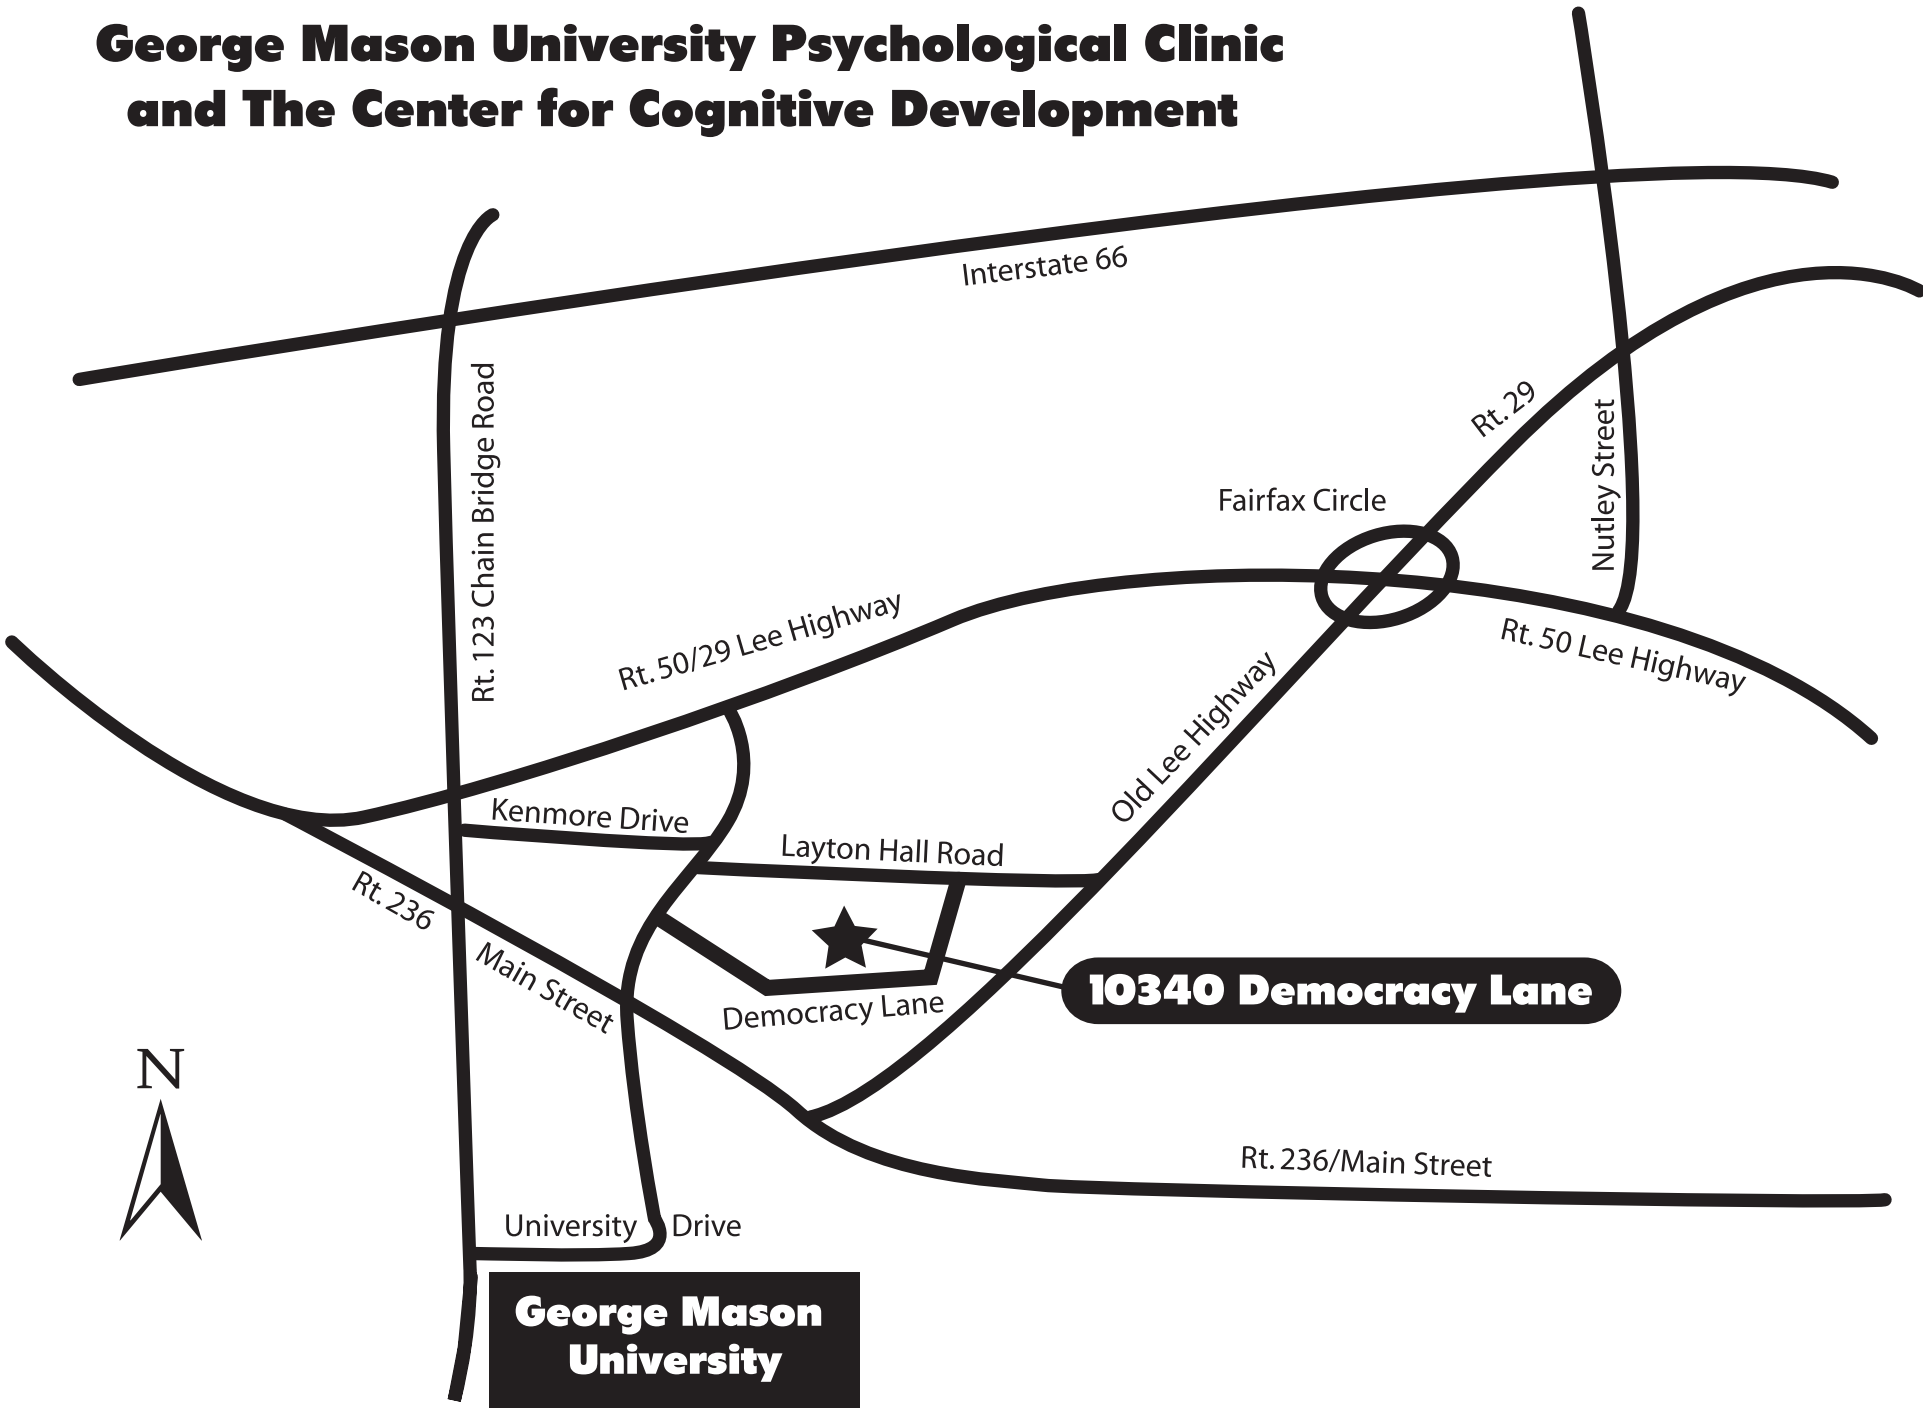 George Mason University Psychological Clinic
and The Center for Cognitive Development
Interstate 66
Rt. 123 Chain Bridge Road
Rt. 29
Nutley Street
Fairfax Circle
Rt. 50/29 Lee Highway
Rt. 50 Lee Highway
Old Lee Highway
Kenmore Drive
Layton Hall Road
Rt. 236
Main Street
10340 Democracy Lane
Democracy Lane
N
Rt. 236/Main Street
University Drive
George Mason
University